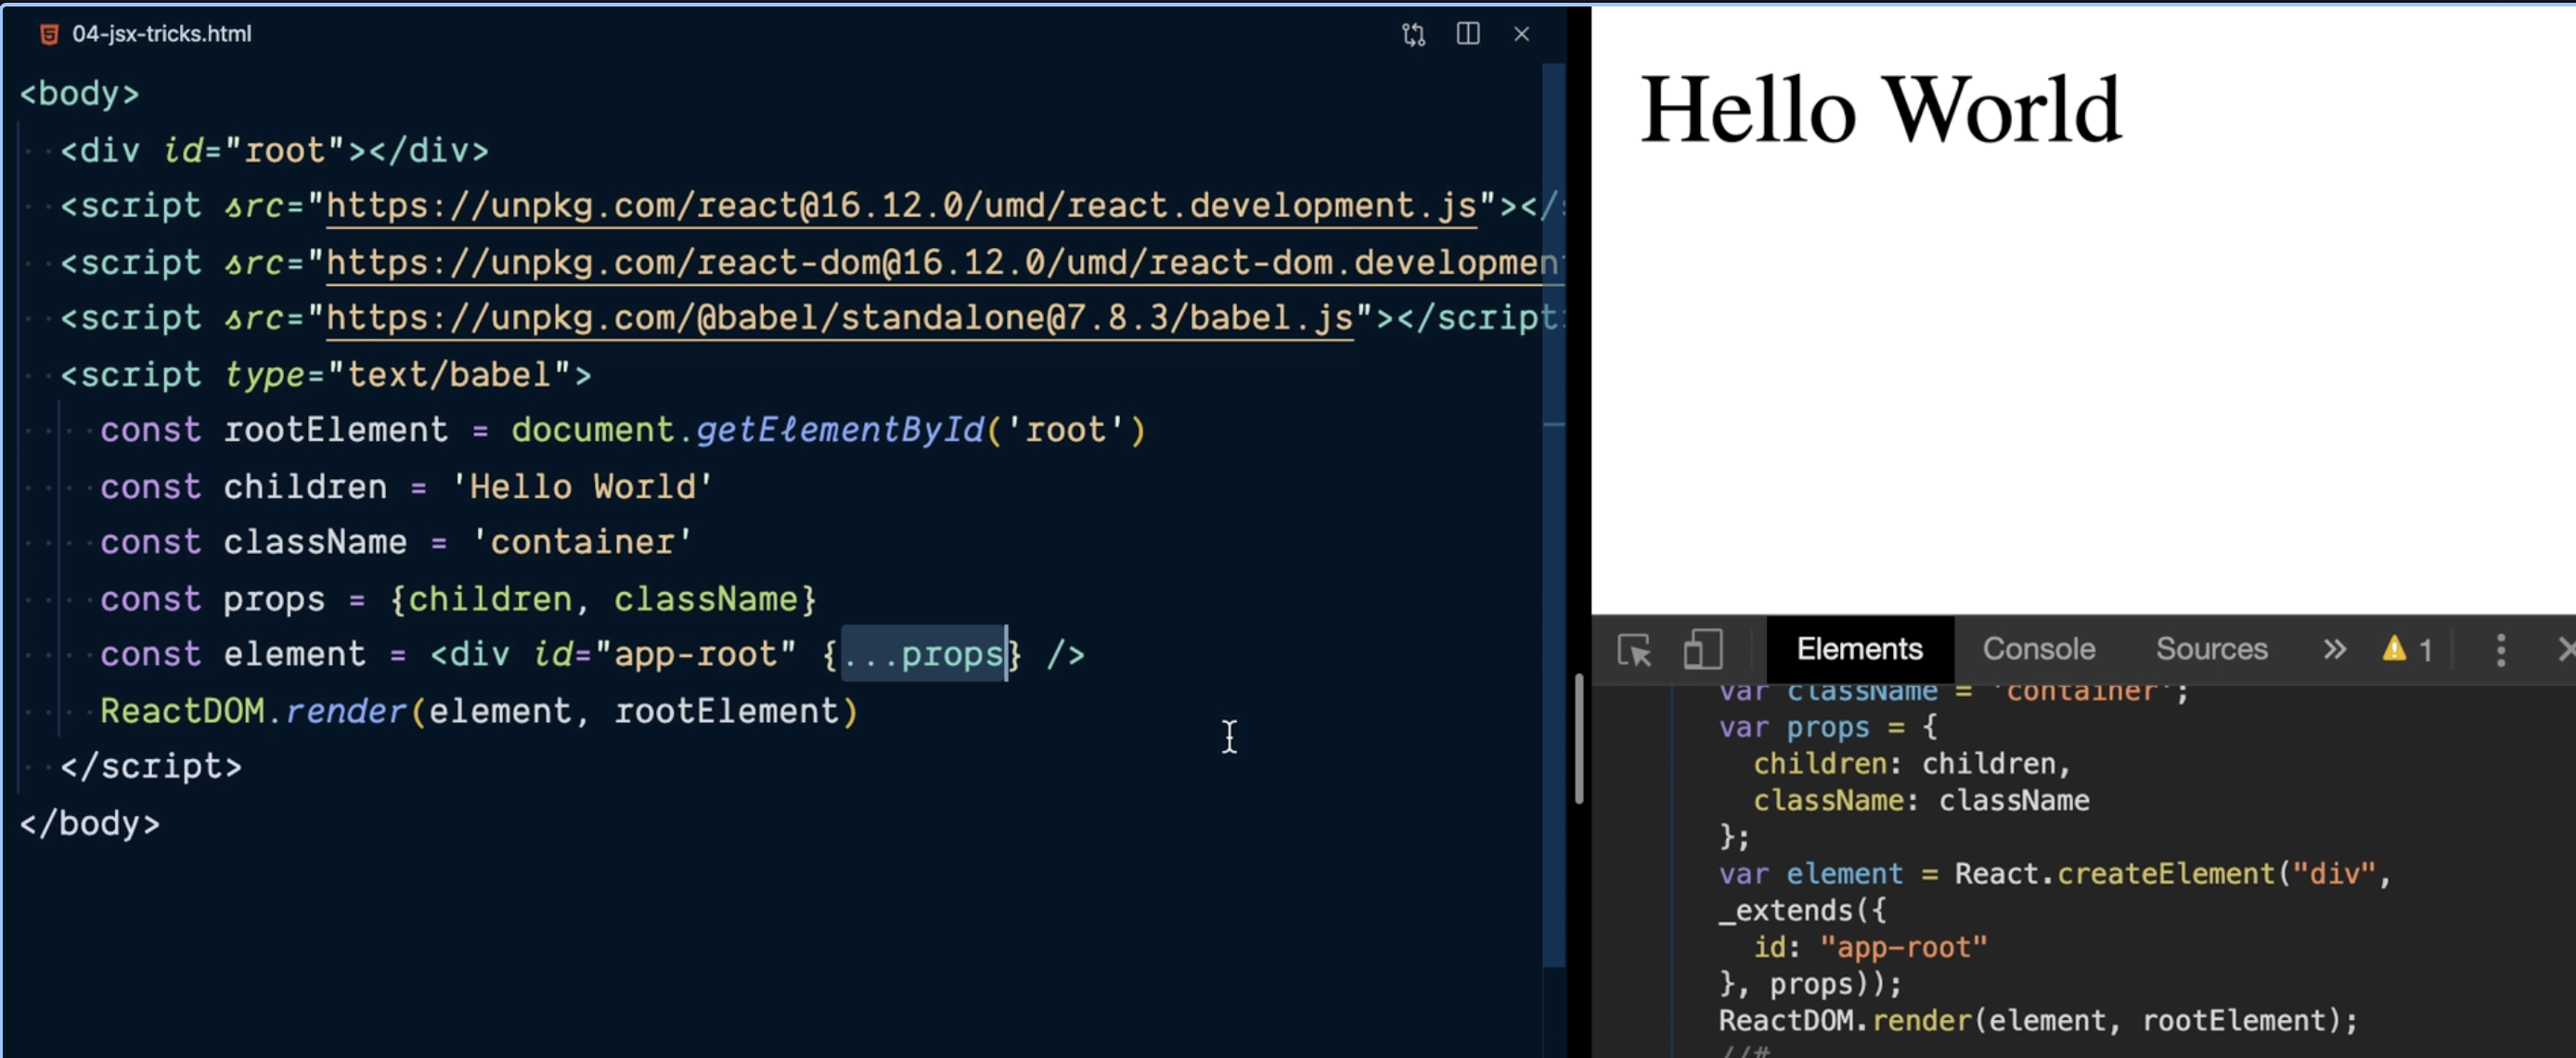 04-jsx-tricks.html
<body>
<div id="root"></div>
<script src="https://unpkg.com/react@16.12.0/umd/react.development.js"></
<script src="https://unpkg.com/react-dom@16.12.0/umd/react-dom.developmen
<script src="https://unpkg.com/@babel/standalone@7.8.3/babel.js"></script
<script type="text/babel">
const rootElement = document.getElementById('root')
const children = 'Hello World'
const className = 'container'
const props = {children, className}
const element = <div id="app-root" {...props} />
ReactDOM.render(element, rootElement)
</script>
</body>
Hello World
Elements Console Sources » 1
var className = 'container';
var props = {
children: children,
className: className
};
var element = React.createElement("div",
_extends({
id: "app-root"
}, props));
ReactDOM.render(element, rootElement);
//#